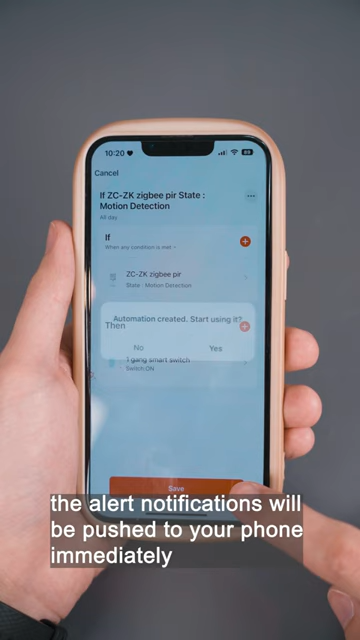 10:20
89
Cancel
If ZC-ZK zigbee pir State :
Motion Detection
All day
If
When any condition is met
ZC-ZK zigbee pir
State : Motion Detection
Automation created. Start using it?
Then
No
Yes
1 gang smart switch
Switch:ON
Save
the alert notifications will
be pushed to your phone
immediately